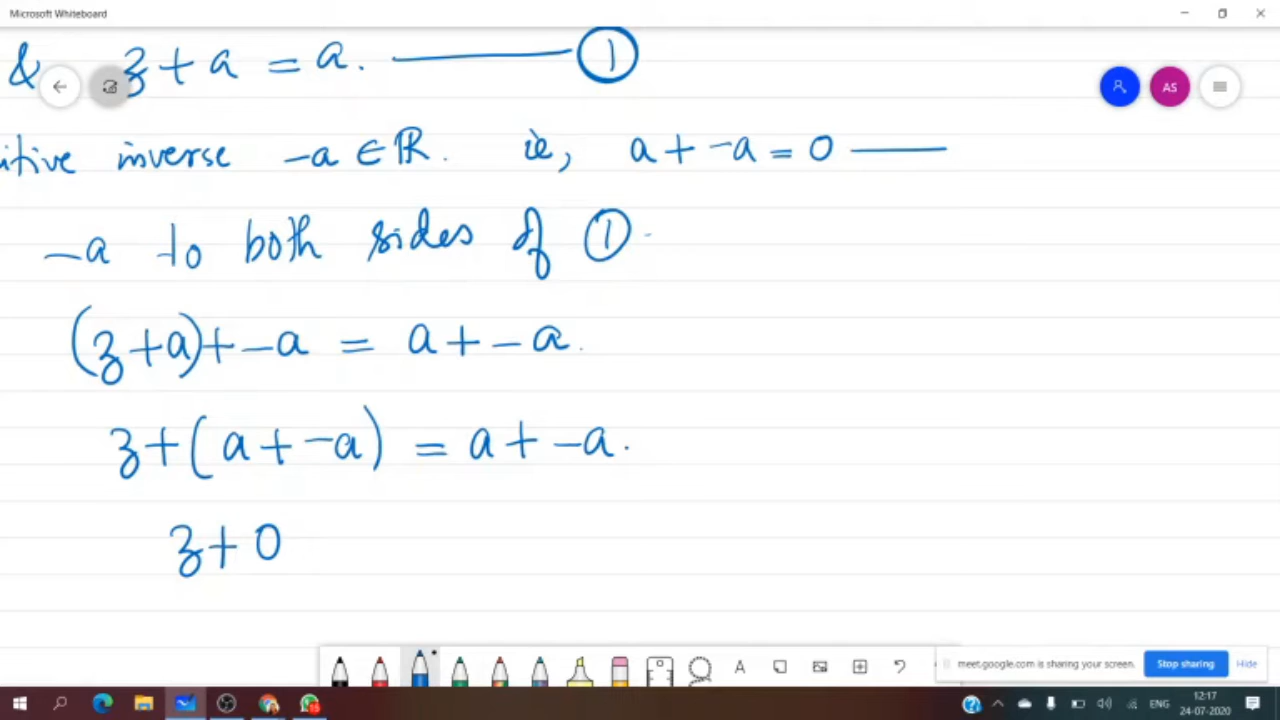 Microsoft Whiteboard
& z + a = a. ——— ①
itive inverse -a ∈ ℝ. ie, a + -a = 0 ——
-a to both sides of ①.
(z + a) + -a = a + -a.
z + (a + -a) = a + -a.
z + 0
AS
A
meet.google.com is sharing your screen. Stop sharing Hide
ENG 12:17
24-07-2020